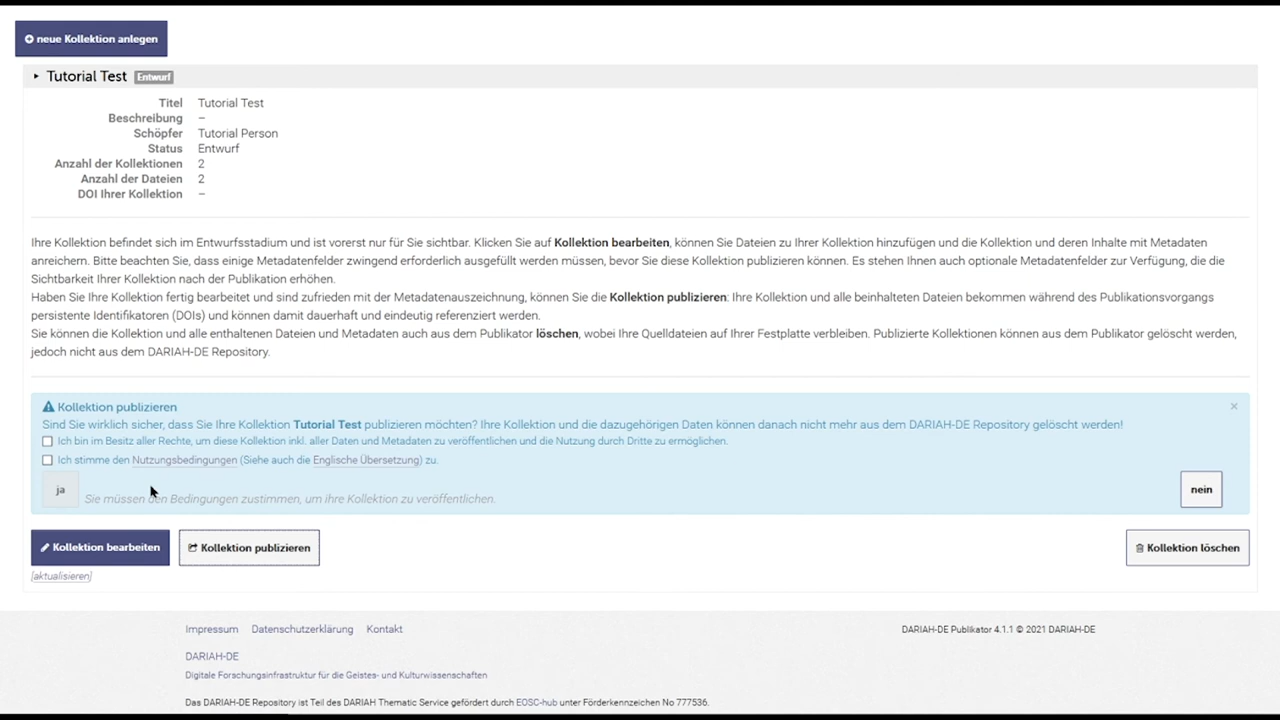 neue Kollektion anlegen
Tutorial Test Entwurf
Titel Tutorial Test
Beschreibung –
Schöpfer Tutorial Person
Status Entwurf
Anzahl der Kollektionen 2
Anzahl der Dateien 2
DOI Ihrer Kollektion –
Ihre Kollektion befindet sich im Entwurfsstadium und ist vorerst nur für Sie sichtbar. Klicken Sie auf Kollektion bearbeiten, können Sie Dateien zu Ihrer Kollektion hinzufügen und die Kollektion und deren Inhalte mit Metadaten
anreichern. Bitte beachten Sie, dass einige Metadatenfelder zwingend erforderlich ausgefüllt werden müssen, bevor Sie diese Kollektion publizieren können. Es stehen Ihnen auch optionale Metadatenfelder zur Verfügung, die die
Sichtbarkeit Ihrer Kollektion nach der Publikation erhöhen.
Haben Sie Ihre Kollektion fertig bearbeitet und sind zufrieden mit der Metadatenauszeichnung, können Sie die Kollektion publizieren: Ihre Kollektion und alle beinhalteten Dateien bekommen während des Publikationsvorgangs
persistente Identifikatoren (DOIs) und können damit dauerhaft und eindeutig referenziert werden.
Sie können die Kollektion und alle enthaltenen Dateien und Metadaten auch aus dem Publikator löschen, wobei Ihre Quelldateien auf Ihrer Festplatte verbleiben. Publizierte Kollektionen können aus dem Publikator gelöscht werden,
jedoch nicht aus dem DARIAH-DE Repository.
Kollektion publizieren ×
Sind Sie wirklich sicher, dass Sie Ihre Kollektion Tutorial Test publizieren möchten? Ihre Kollektion und die dazugehörigen Daten können danach nicht mehr aus dem DARIAH-DE Repository gelöscht werden!
Ich bin im Besitz aller Rechte, um diese Kollektion inkl. aller Daten und Metadaten zu veröffentlichen und die Nutzung durch Dritte zu ermöglichen.
Ich stimme den Nutzungsbedingungen (Siehe auch die Englische Übersetzung) zu.
ja Sie müssen den Bedingungen zustimmen, um ihre Kollektion zu veröffentlichen. nein
Kollektion bearbeiten Kollektion publizieren Kollektion löschen
[aktualisieren]
Impressum Datenschutzerklärung Kontakt DARIAH-DE Publikator 4.1.1 © 2021 DARIAH-DE
DARIAH-DE
Digitale Forschungsinfrastruktur für die Geistes- und Kulturwissenschaften
Das DARIAH-DE Repository ist Teil des DARIAH Thematic Service gefördert durch EOSC-hub unter Förderkennzeichen No 777536.